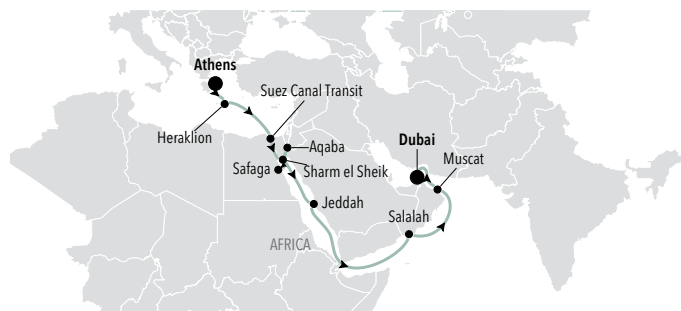 Athens
Suez Canal Transit
Heraklion
Aqaba
Dubai
Muscat
Safaga
Sharm el Sheik
Jeddah
Salalah
AFRICA